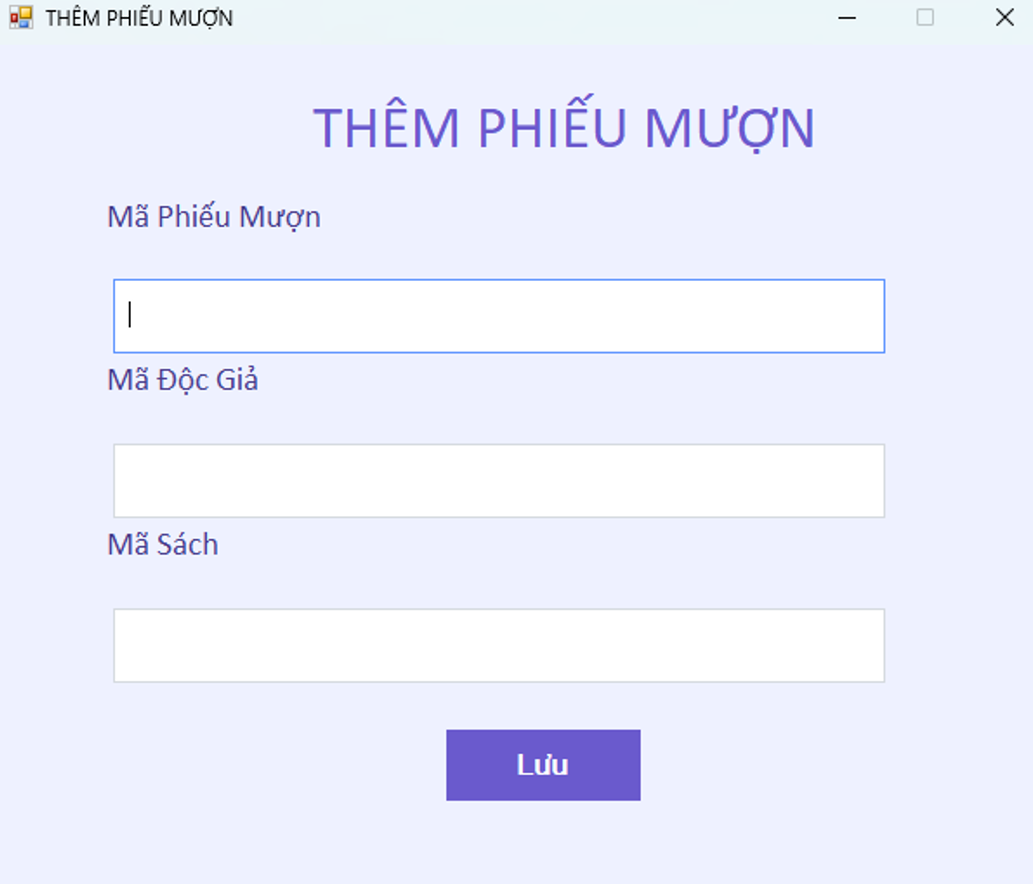 THÊM PHIẾU MƯỢN
THÊM PHIẾU MƯỢN
Mã Phiếu Mượn
Mã Độc Giả
Mã Sách
Lưu